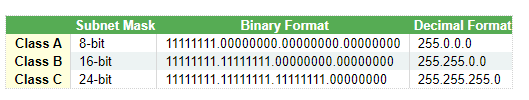 Subnet Mask Binary Format Decimal Format
Class A 8-bit 11111111.00000000.00000000.00000000 255.0.0.0
Class B 16-bit 11111111.11111111.00000000.00000000 255.255.0.0
Class C 24-bit 11111111.11111111.11111111.00000000 255.255.255.0